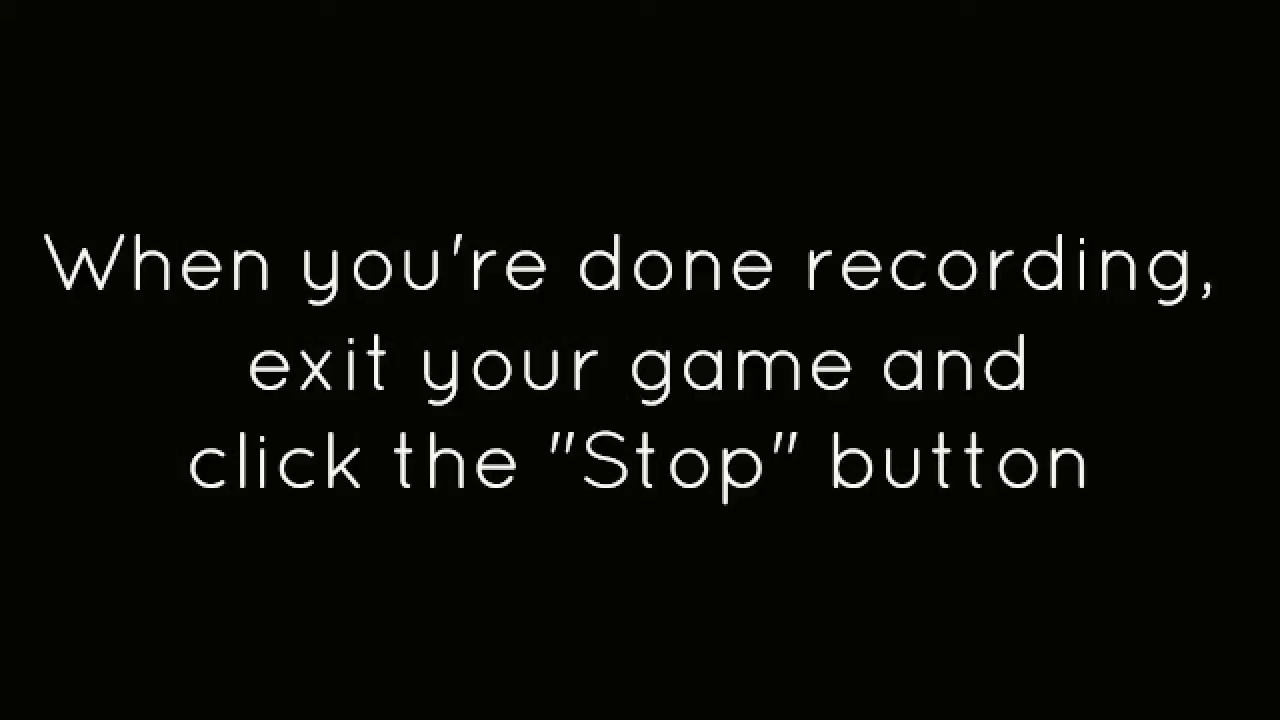 When you're done recording,
exit your game and
click the "Stop" button